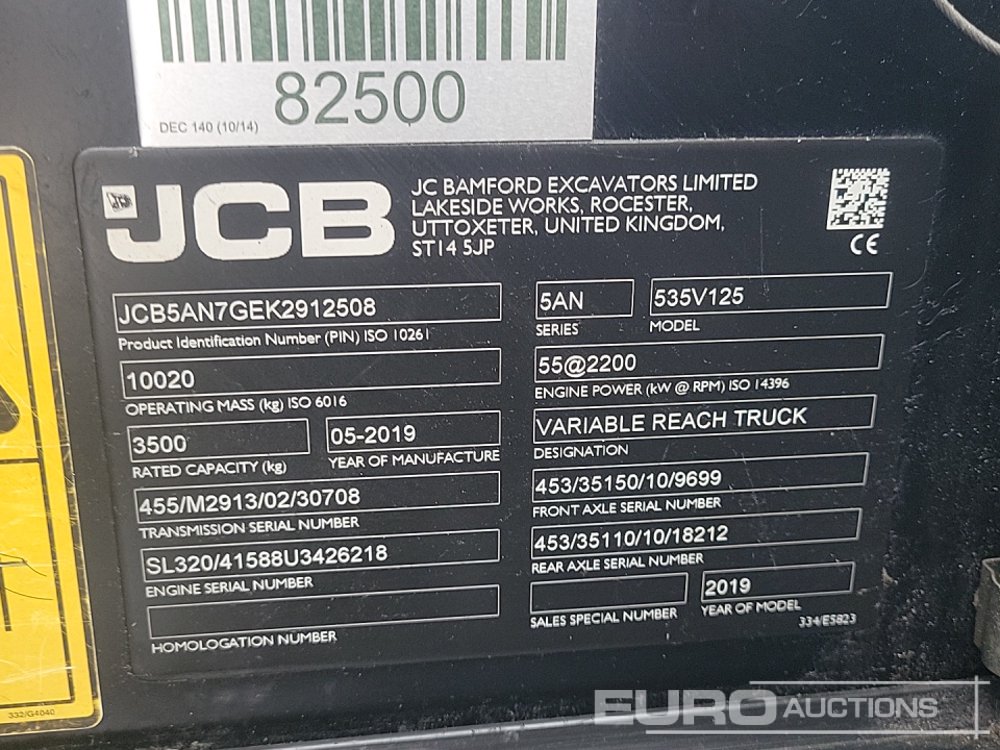 82500
DEC 140 (10/14)
JCB
JC BAMFORD EXCAVATORS LIMITED
LAKESIDE WORKS, ROCESTER,
UTTOXETER, UNITED KINGDOM,
ST14 5JP
CE
JCB5AN7GEK2912508
Product Identification Number (PIN) ISO 10261
5AN
SERIES
535V125
MODEL
10020
OPERATING MASS (kg) ISO 6016
55@2200
ENGINE POWER (kW @ RPM) ISO 14396
3500
RATED CAPACITY (kg)
05-2019
YEAR OF MANUFACTURE
VARIABLE REACH TRUCK
DESIGNATION
455/M2913/02/30708
TRANSMISSION SERIAL NUMBER
453/35150/10/9699
FRONT AXLE SERIAL NUMBER
SL320/41588U3426218
ENGINE SERIAL NUMBER
453/35110/10/18212
REAR AXLE SERIAL NUMBER
HOMOLOGATION NUMBER
SALES SPECIAL NUMBER
2019
YEAR OF MODEL
334/E5823
332/G4040
EURO AUCTIONS